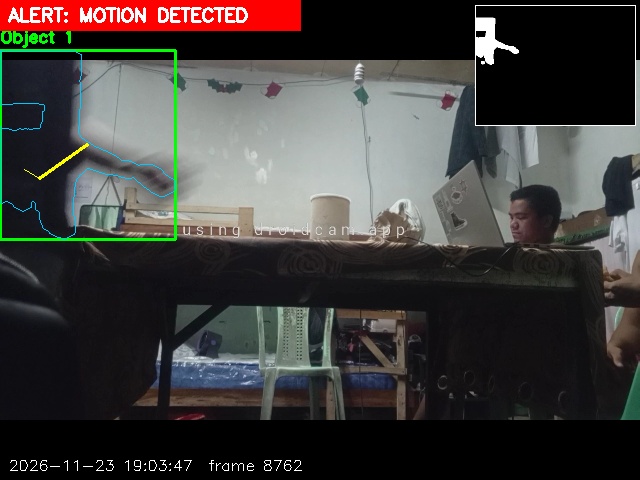 ALERT: MOTION DETECTED
Object 1
using droidcam app
2026-11-23 19:03:47 frame 8762